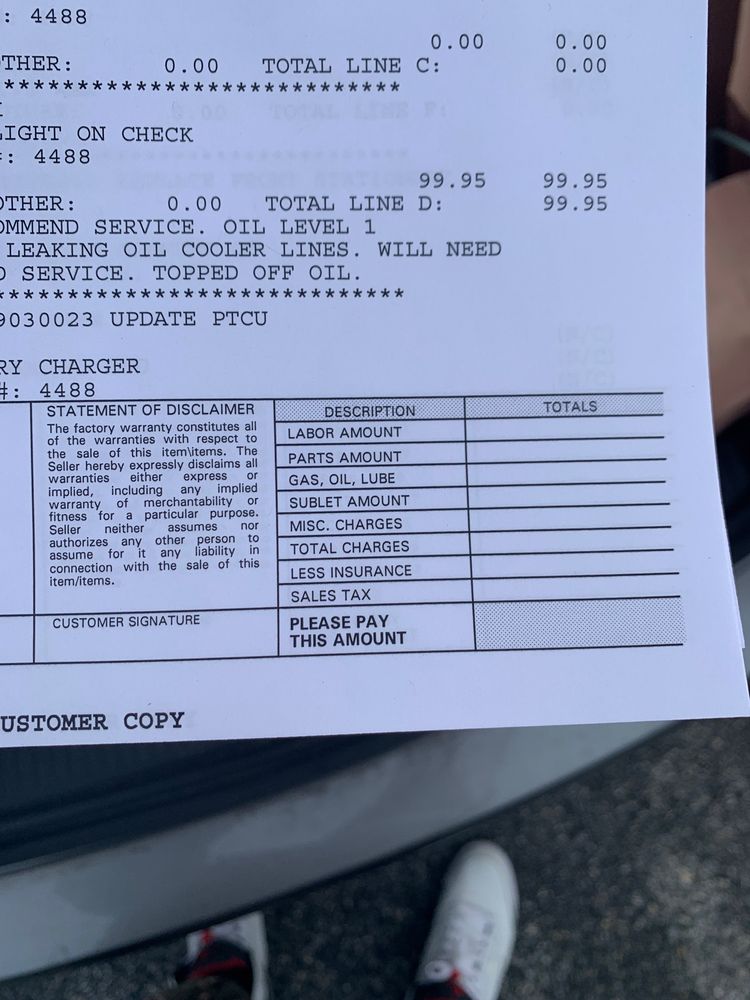 : 4488
0.00 0.00
THER: 0.00 TOTAL LINE C: 0.00
*****************************
LIGHT ON CHECK
: 4488
99.95 99.95
OTHER: 0.00 TOTAL LINE D: 99.95
OMMEND SERVICE. OIL LEVEL 1
LEAKING OIL COOLER LINES. WILL NEED
D SERVICE. TOPPED OFF OIL.
*****************************
9030023 UPDATE PTCU
RY CHARGER
#: 4488
STATEMENT OF DISCLAIMER
The factory warranty constitutes all
of the warranties with respect to
the sale of this item\items. The
Seller hereby expressly disclaims all
warranties either express or
implied, including any implied
warranty of merchantability or
fitness for a particular purpose.
Seller neither assumes nor
authorizes any other person to
assume for it any liability in
connection with the sale of this
item/items.
CUSTOMER SIGNATURE
DESCRIPTION TOTALS
LABOR AMOUNT
PARTS AMOUNT
GAS, OIL, LUBE
SUBLET AMOUNT
MISC. CHARGES
TOTAL CHARGES
LESS INSURANCE
SALES TAX
PLEASE PAY
THIS AMOUNT
USTOMER COPY